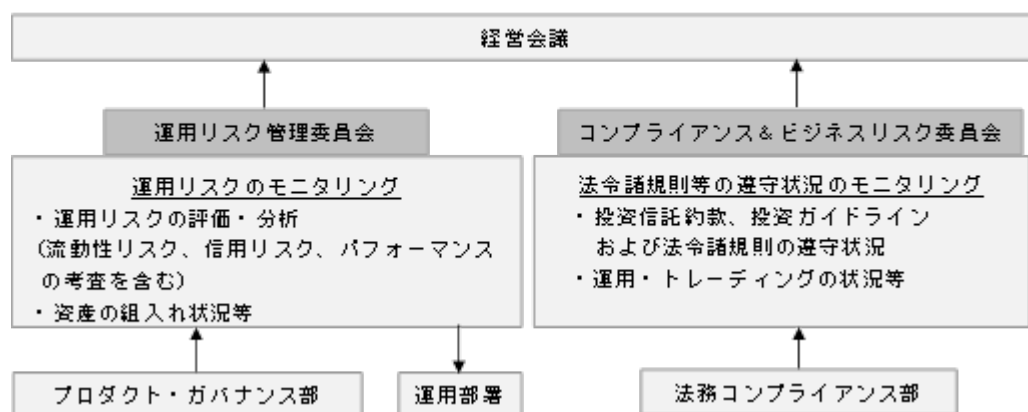 経営会議
運用リスク管理委員会
運用リスクのモニタリング
・運用リスクの評価・分析
(流動性リスク、信用リスク、パフォーマンス
の考査を含む)
・資産の組入れ状況等
コンプライアンス&ビジネスリスク委員会
法令諸規則等の遵守状況のモニタリング
・投資信託約款、投資ガイドライン
および法令諸規則の遵守状況
・運用・トレーディングの状況等
プロダクト・ガバナンス部
運用部署
法務コンプライアンス部